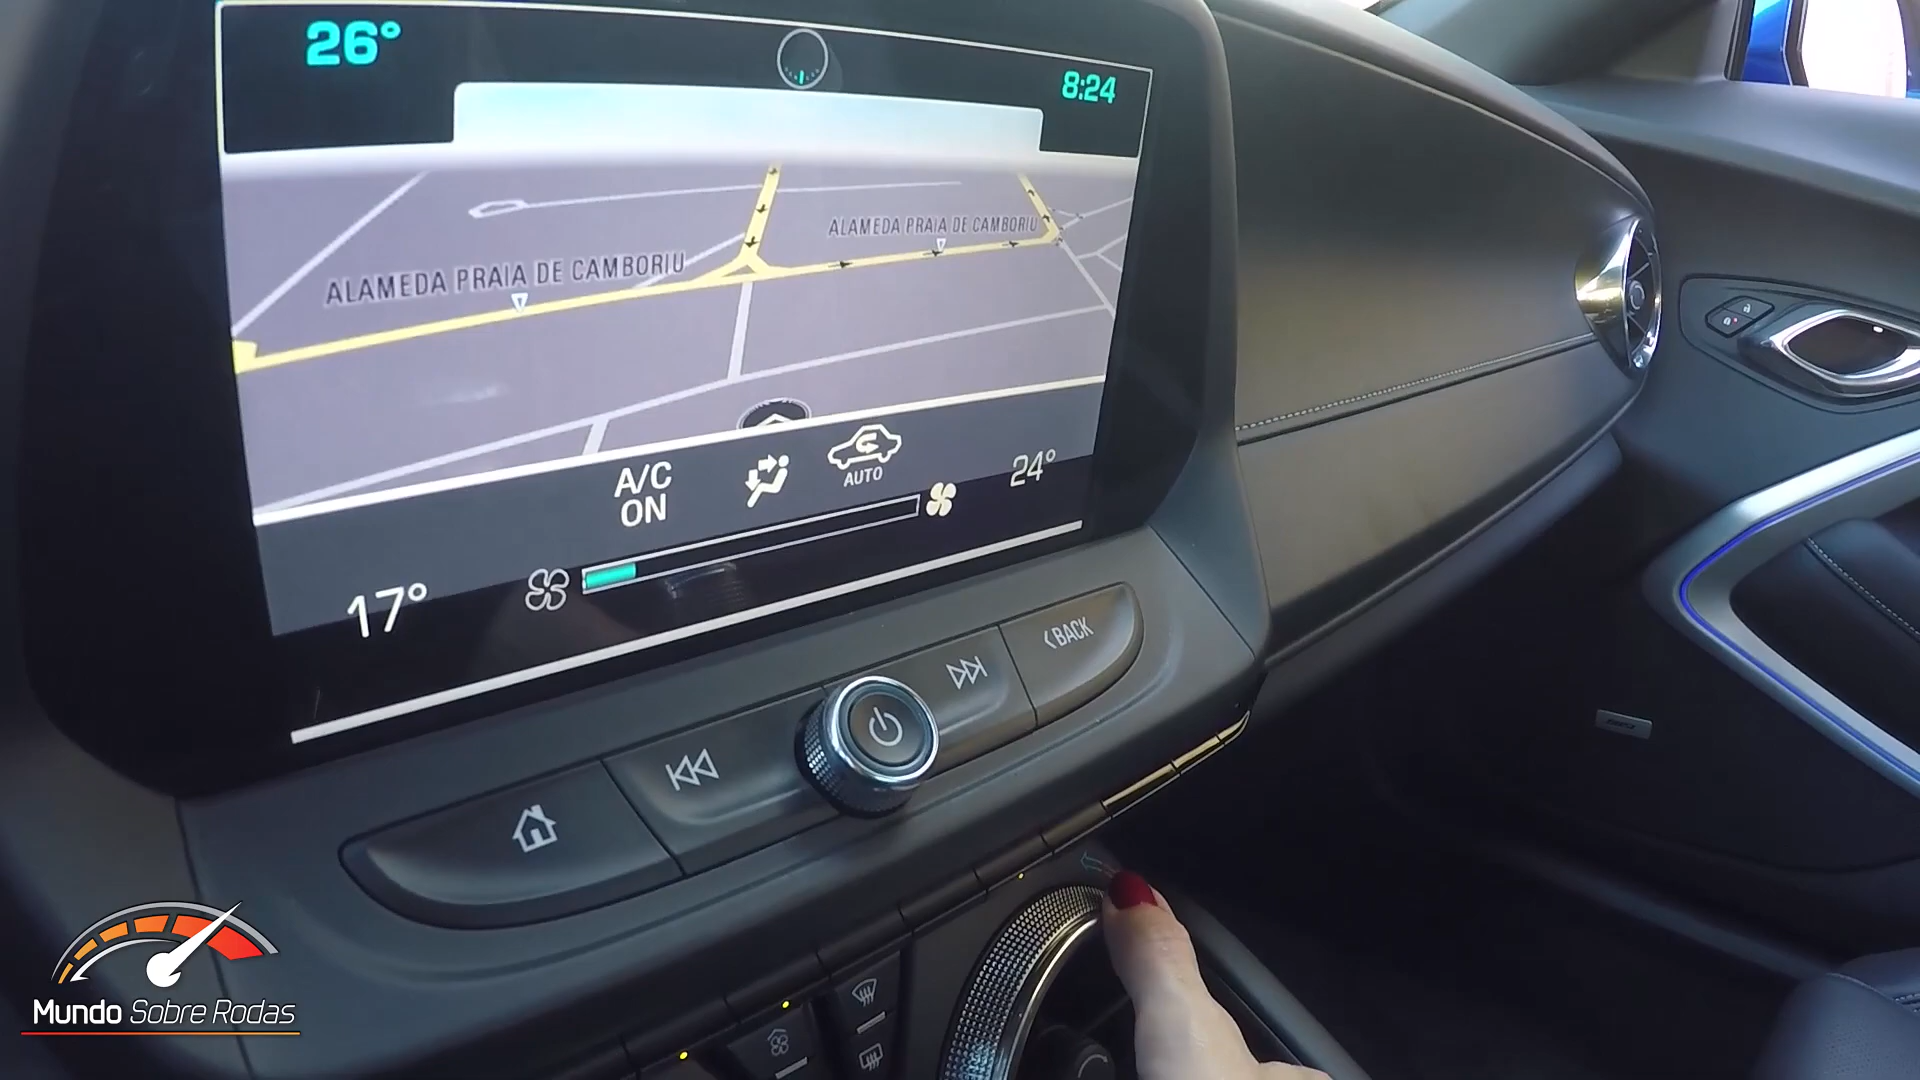 26°
8:24
ALAMEDA PRAIA DE CAMBORIU
ALAMEDA PRAIA DE CAMBORIU
A/C
ON
AUTO
24°
17°
BACK
Mundo Sobre Rodas